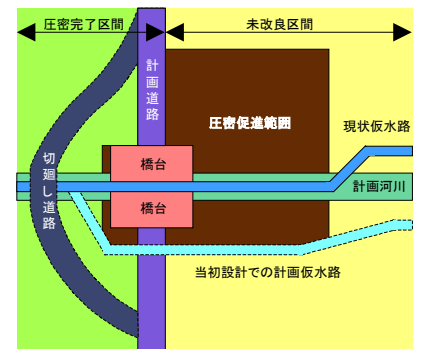 圧密完了区間
未改良区間
計画道路
圧密促進範囲
現状仮水路
橋台
切廻し道路
計画河川
橋台
当初設計での計画仮水路